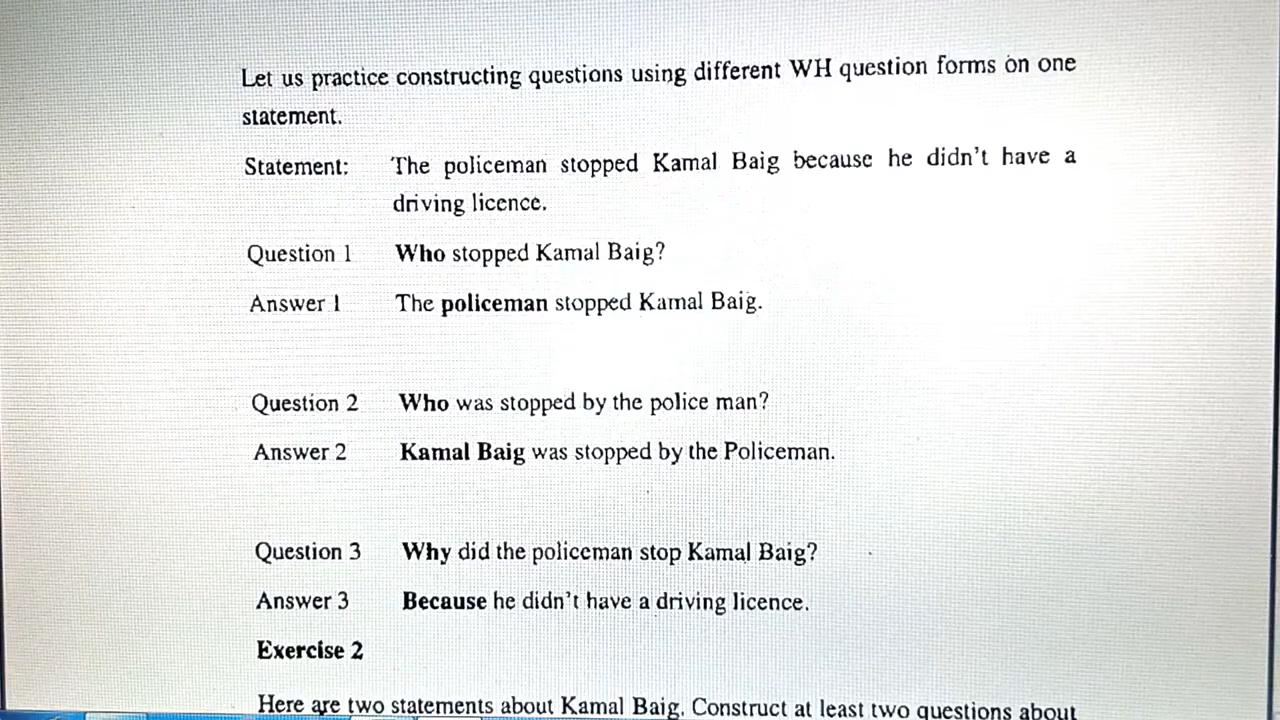 Let us practice constructing questions using different WH question forms on one
statement.
Statement: The policeman stopped Kamal Baig because he didn't have a
driving licence.
Question 1 Who stopped Kamal Baig?
Answer 1 The policeman stopped Kamal Baig.
Question 2 Who was stopped by the police man?
Answer 2 Kamal Baig was stopped by the Policeman.
Question 3 Why did the policeman stop Kamal Baig?
Answer 3 Because he didn't have a driving licence.
Exercise 2
Here are two statements about Kamal Baig. Construct at least two questions about